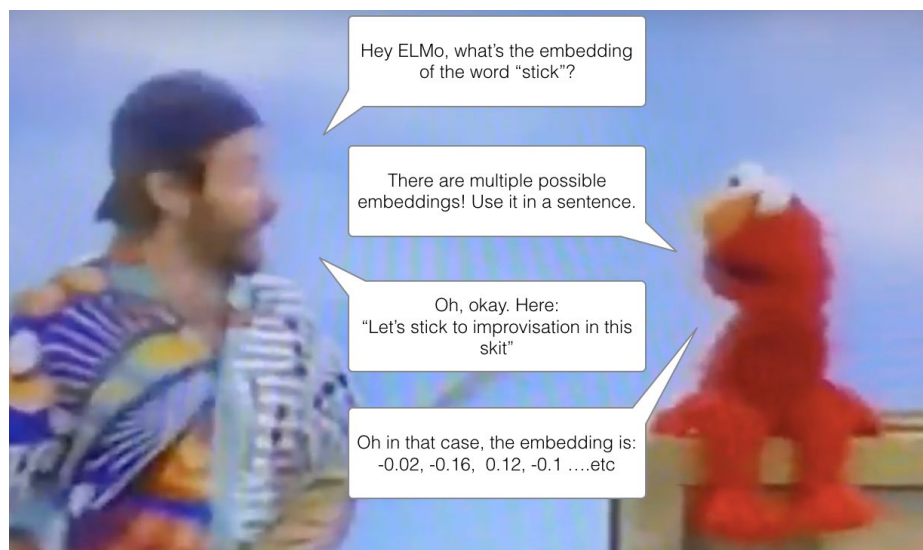 Hey ELMo, what's the embedding
of the word “stick”?
There are multiple possible
embeddings! Use it in a sentence.
Oh, okay. Here:
“Let’s stick to improvisation in this
skit”
Oh in that case, the embedding is:
-0.02, -0.16, 0.12, -0.1 ….etc